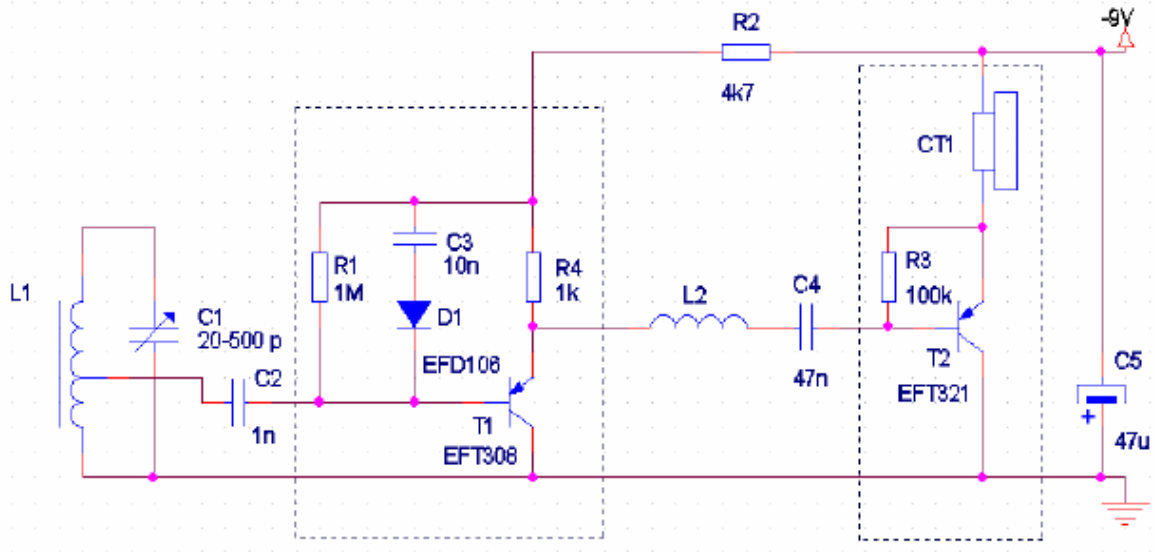 -9V
R2
4k7
CT1
L1
C1
20-500 p
C2
1n
R1
1M
C3
10n
D1
EFD106
R4
1k
T1
EFT308
L2
C4
47n
R3
100k
T2
EFT321
C5
+
47u